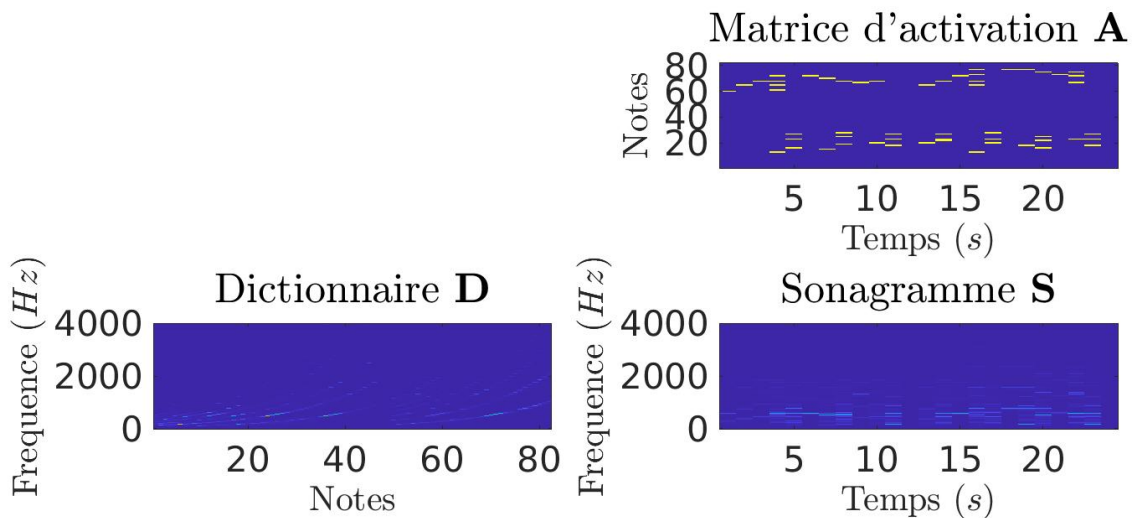 Matrice d'activation A
80
60
40
20
Notes
5 10 15 20
Temps (s)
Dictionnaire D
4000
2000
0
Frequence (Hz)
20 40 60 80
Notes
Sonagramme S
4000
2000
0
Frequence (Hz)
5 10 15 20
Temps (s)